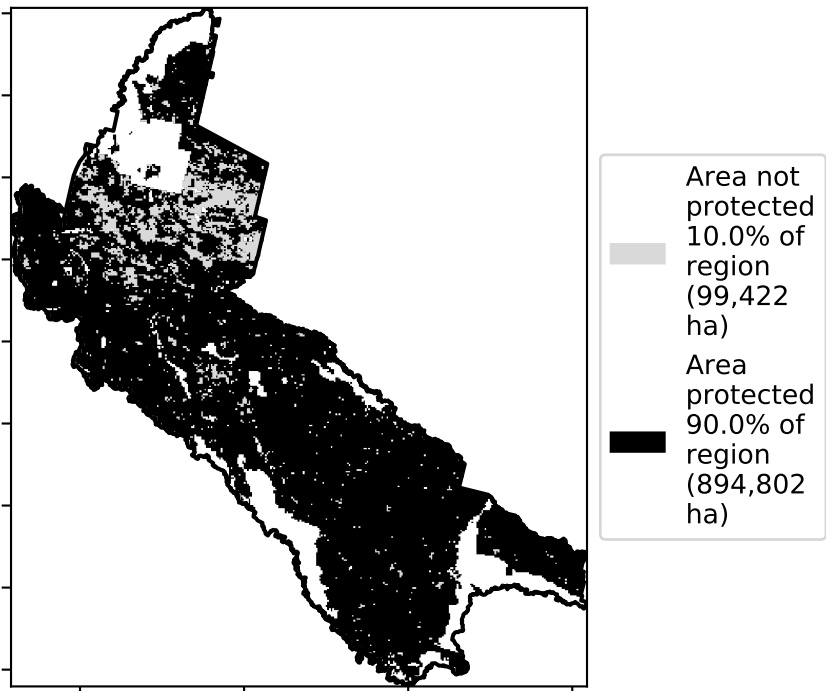 Area not
protected
10.0% of
region
(99,422
ha)
Area
protected
90.0% of
region
(894,802
ha)